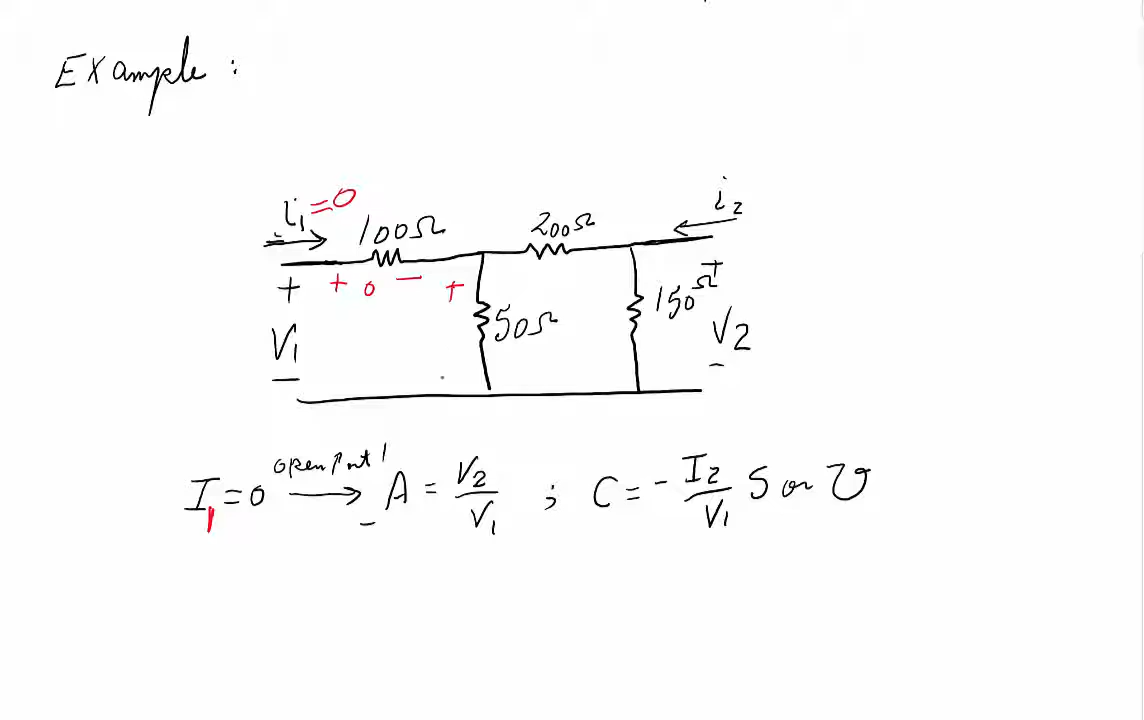 Example :
i₁=0
100Ω
200Ω
i₂
+ + 0 - +
50Ω
150Ω
+
V₁
V2
-
-
open Port 1
I₁=0 ⟶ A = V₂/V₁ ; C = - I₂/V₁ S or ℧
-